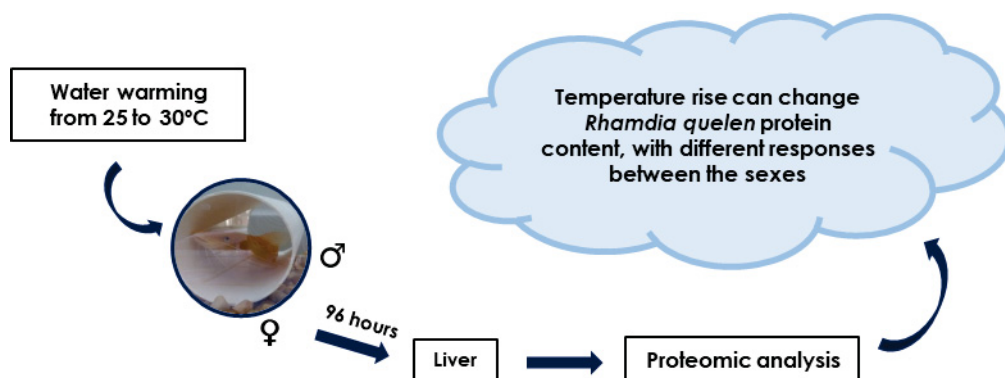 Water warming
from 25 to 30°C
Temperature rise can change
Rhamdia quelen protein
content, with different responses
between the sexes
♂
♀
96 hours
Liver
Proteomic analysis